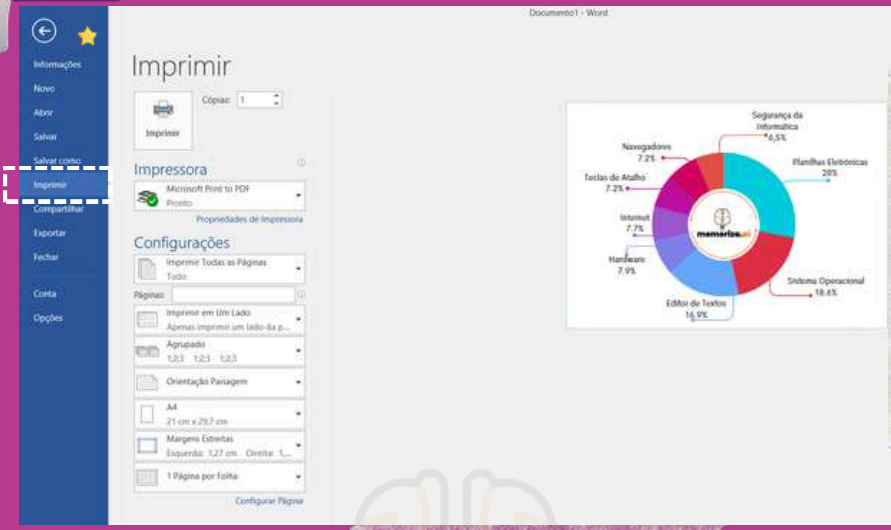 Documento1 - Word
Informações
Novo
Abrir
Salvar
Salvar como
Imprimir
Compartilhar
Exportar
Fechar
Conta
Opções
Imprimir
Imprimir
Cópias: 1
Impressora
Microsoft Print to PDF
Pronto
Propriedades de Impressora
Configurações
Imprimir Todas as Páginas
Tudo
Páginas:
Imprimir em Um Lado
Apenas imprimir um lado da p...
Agrupado
1;2;3 1;2;3 1;2;3
Orientação Paisagem
A4
21 cm x 29,7 cm
Margens Estreitas
Esquerda: 1,27 cm Direita: 1,...
1 Página por Folha
Configurar Página
Segurança da
Informática
6,5%
Navegadores
7.2%
Planilhas Eletrônicas
20%
Teclas de Atalho
7.2%
Internet
7.7%
memorize.ai
Hardware
7.9%
Sistema Operacional
18.6%
Editor de Textos
16.9%